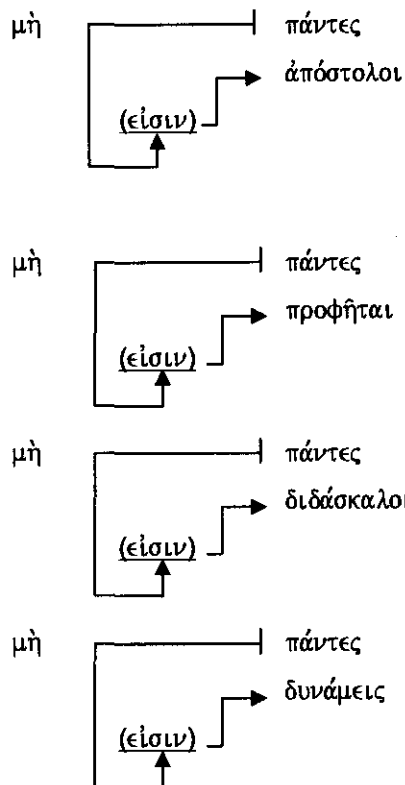 μὴ πάντες
ἀπόστολοι
(εἰσιν)
μὴ πάντες
προφῆται
(εἰσιν)
μὴ πάντες
διδάσκαλοι
(εἰσιν)
μὴ πάντες
δυνάμεις
(εἰσιν)